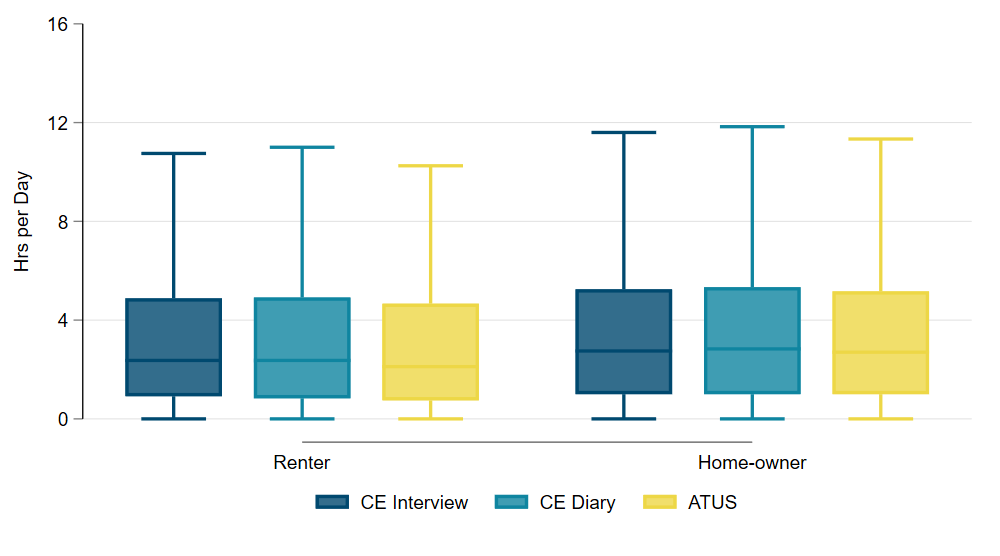 16
12
8
4
0
Hrs per Day
Renter
Home-owner
CE Interview
CE Diary
ATUS